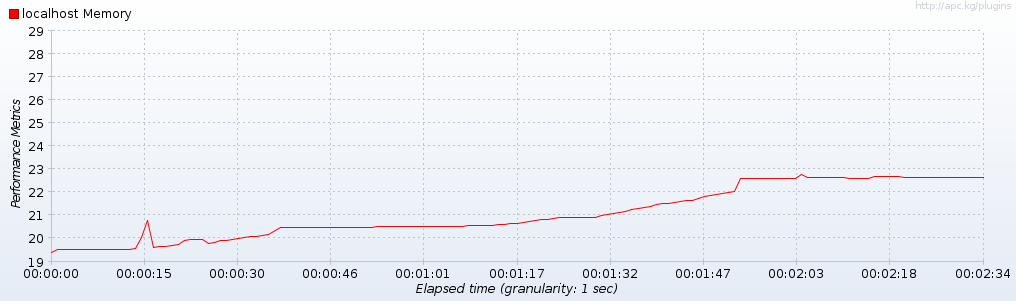 http://apc.kg/plugins
localhost Memory
29
28
27
26
25
24
23
22
21
20
19
Performance Metrics
00:00:00 00:00:15 00:00:30 00:00:46 00:01:01 00:01:17 00:01:32 00:01:47 00:02:03 00:02:18 00:02:34
Elapsed time (granularity: 1 sec)